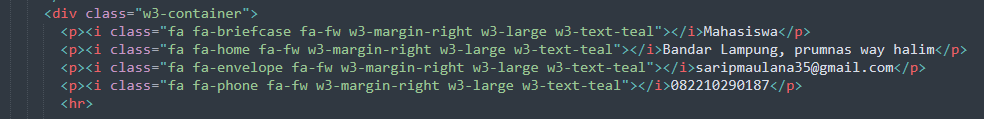 <div class="w3-container">
<p><i class="fa fa-briefcase fa-fw w3-margin-right w3-large w3-text-teal"></i>Mahasiswa</p>
<p><i class="fa fa-home fa-fw w3-margin-right w3-large w3-text-teal"></i>Bandar Lampung, prumnas way halim</p>
<p><i class="fa fa-envelope fa-fw w3-margin-right w3-large w3-text-teal"></i>saripmaulana35@gmail.com</p>
<p><i class="fa fa-phone fa-fw w3-margin-right w3-large w3-text-teal"></i>082210290187</p>
<hr>